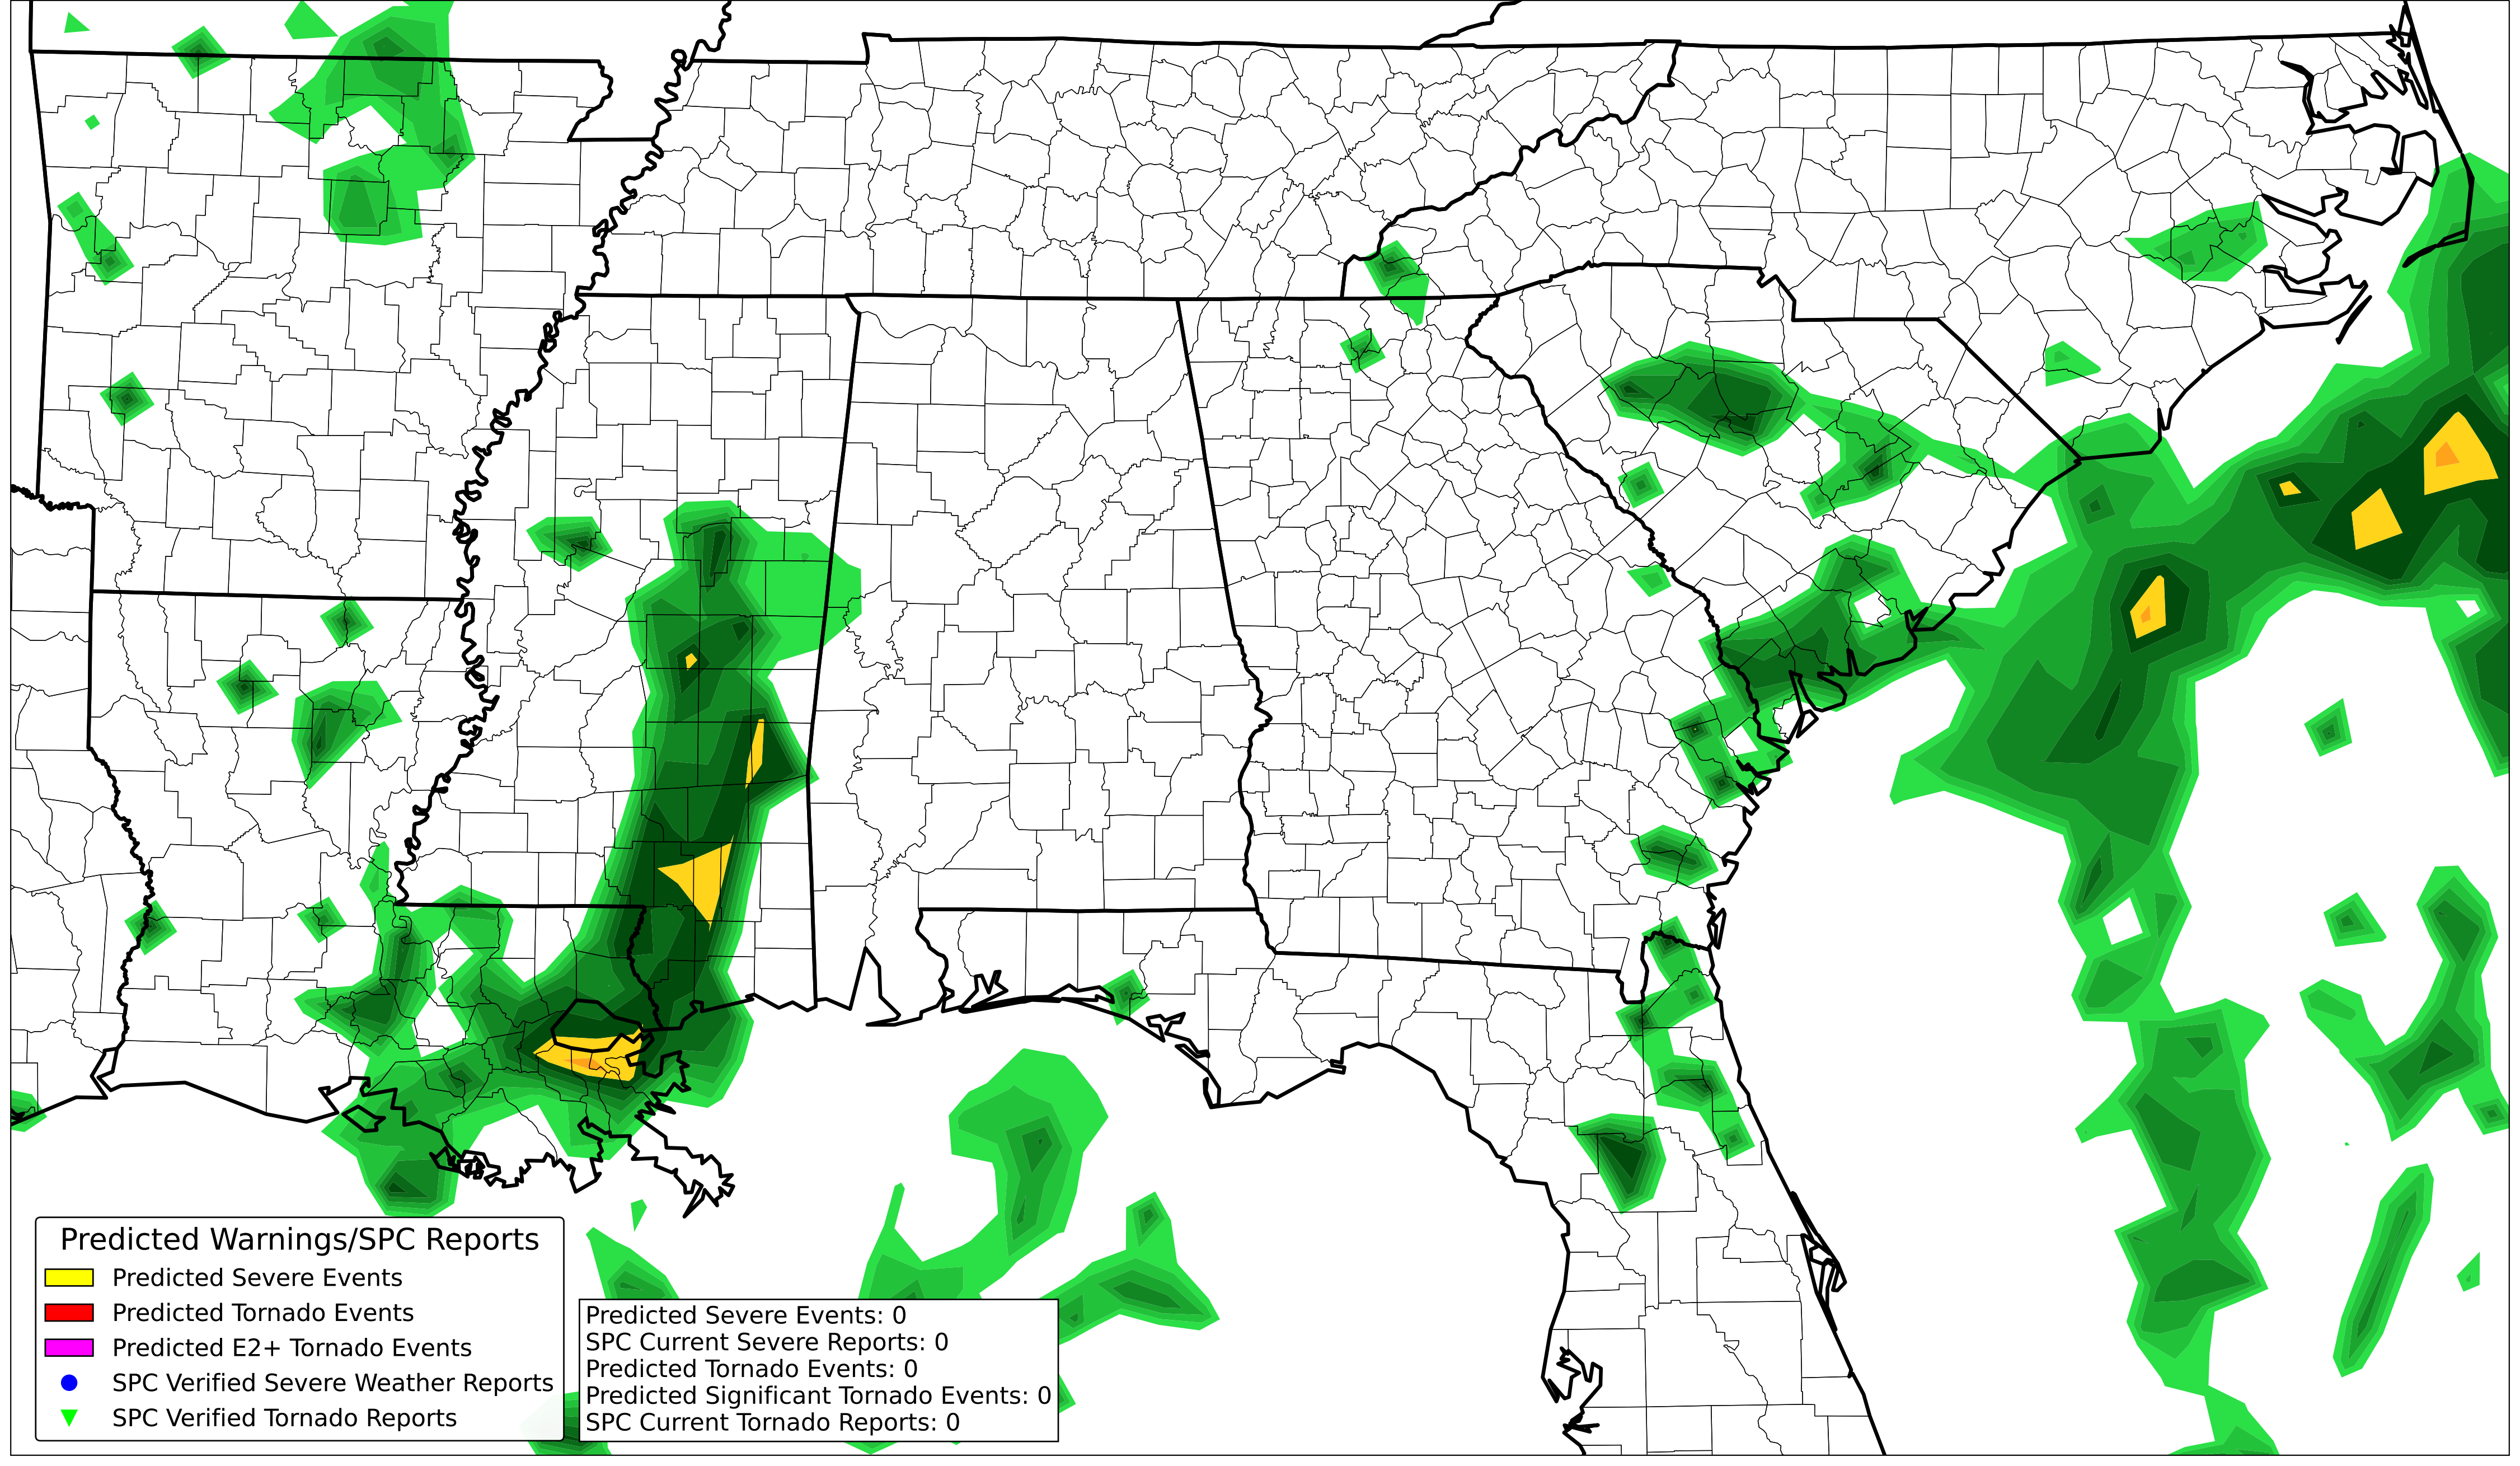 Predicted Warnings/SPC Reports
Predicted Severe Events
Predicted Tornado Events
Predicted E2+ Tornado Events
SPC Verified Severe Weather Reports
SPC Verified Tornado Reports
Predicted Severe Events: 0
SPC Current Severe Reports: 0
Predicted Tornado Events: 0
Predicted Significant Tornado Events: 0
SPC Current Tornado Reports: 0